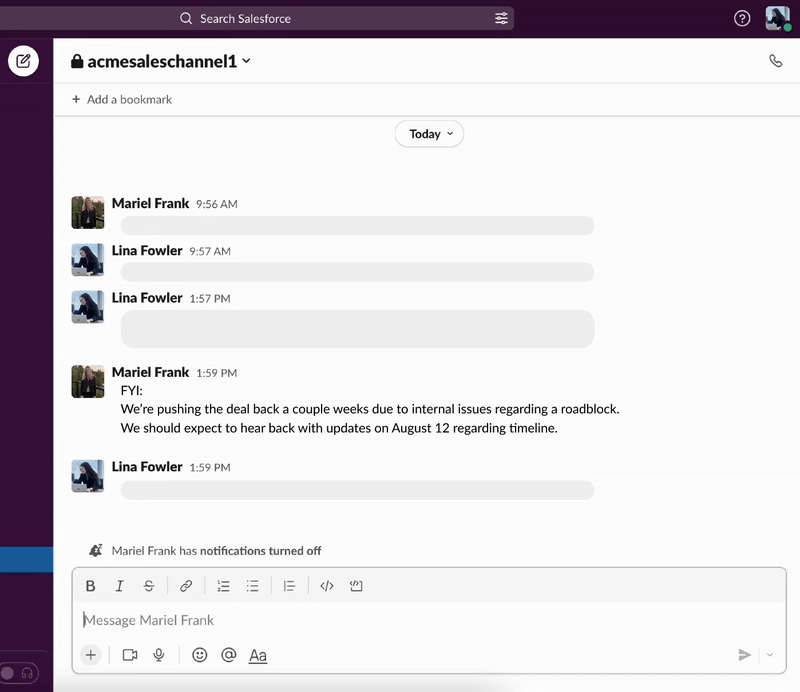 Search Salesforce
acmesaleschannel1
+ Add a bookmark
Today
Mariel Frank 9:56 AM
Lina Fowler 9:57 AM
Lina Fowler 1:57 PM
Mariel Frank 1:59 PM
FYI:
We're pushing the deal back a couple weeks due to internal issues regarding a roadblock.
We should expect to hear back with updates on August 12 regarding timeline.
Lina Fowler 1:59 PM
Mariel Frank has notifications turned off
B I S
Message Mariel Frank
+ @ Aa